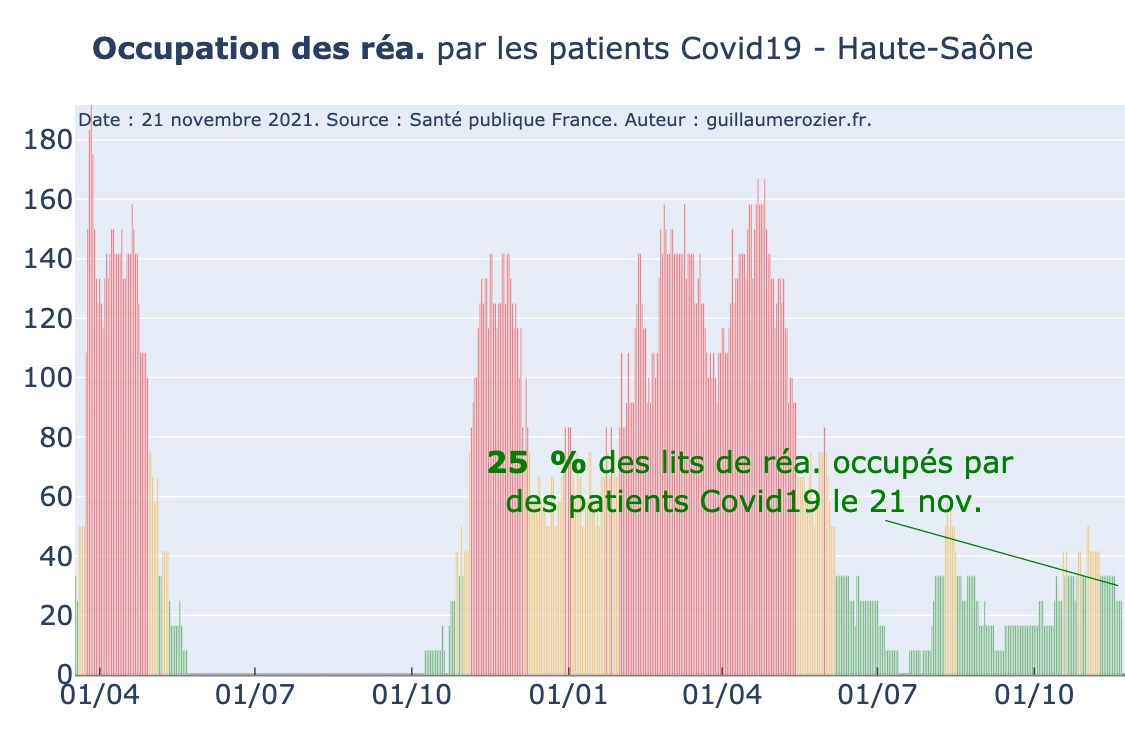 Occupation des réa. par les patients Covid19 - Haute-Saône
Date : 21 novembre 2021. Source : Santé publique France. Auteur : guillaumerozier.fr.
180
160
140
120
100
80
60
40
20
0
25 % des lits de réa. occupés par
des patients Covid19 le 21 nov.
01/04 01/07 01/10 01/01 01/04 01/07 01/10